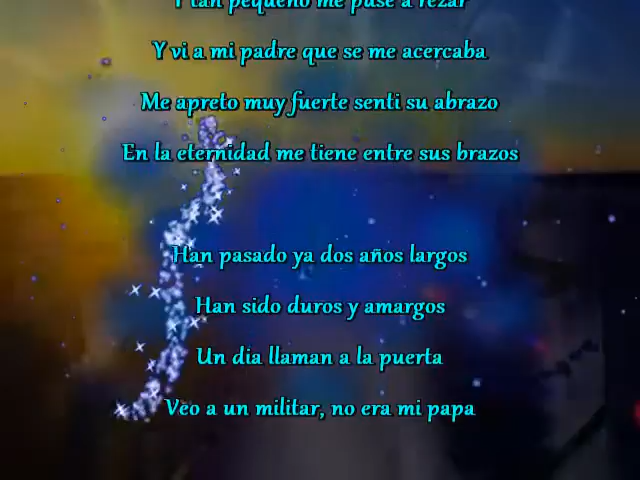 Y tan pequeño me puse a rezar
Y vi a mi padre que se me acercaba
Me apreto muy fuerte senti su abrazo
En la eternidad me tiene entre sus brazos
Han pasado ya dos años largos
Han sido duros y amargos
Un dia llaman a la puerta
Veo a un militar, no era mi papa